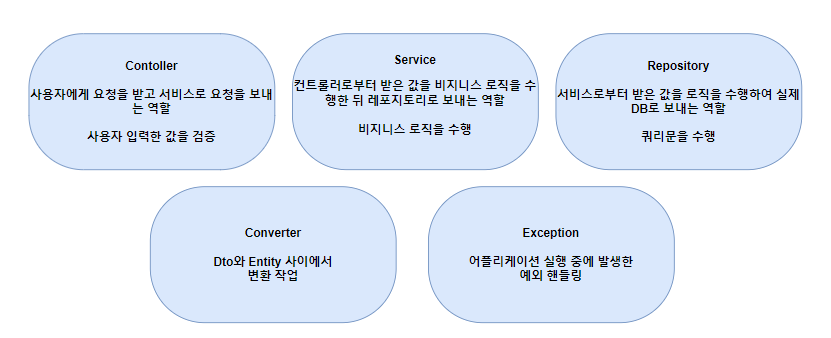 Contoller
사용자에게 요청을 받고 서비스로 요청을 보내
는 역할
사용자 입력한 값을 검증
Service
컨트롤러로부터 받은 값을 비지니스 로직을 수
행한 뒤 레포지토리로 보내는 역할
비지니스 로직을 수행
Repository
서비스로부터 받은 값을 로직을 수행하여 실제
DB로 보내는 역할
쿼리문을 수행
Converter
Dto와 Entity 사이에서
변환 작업
Exception
어플리케이션 실행 중에 발생한
예외 핸들링